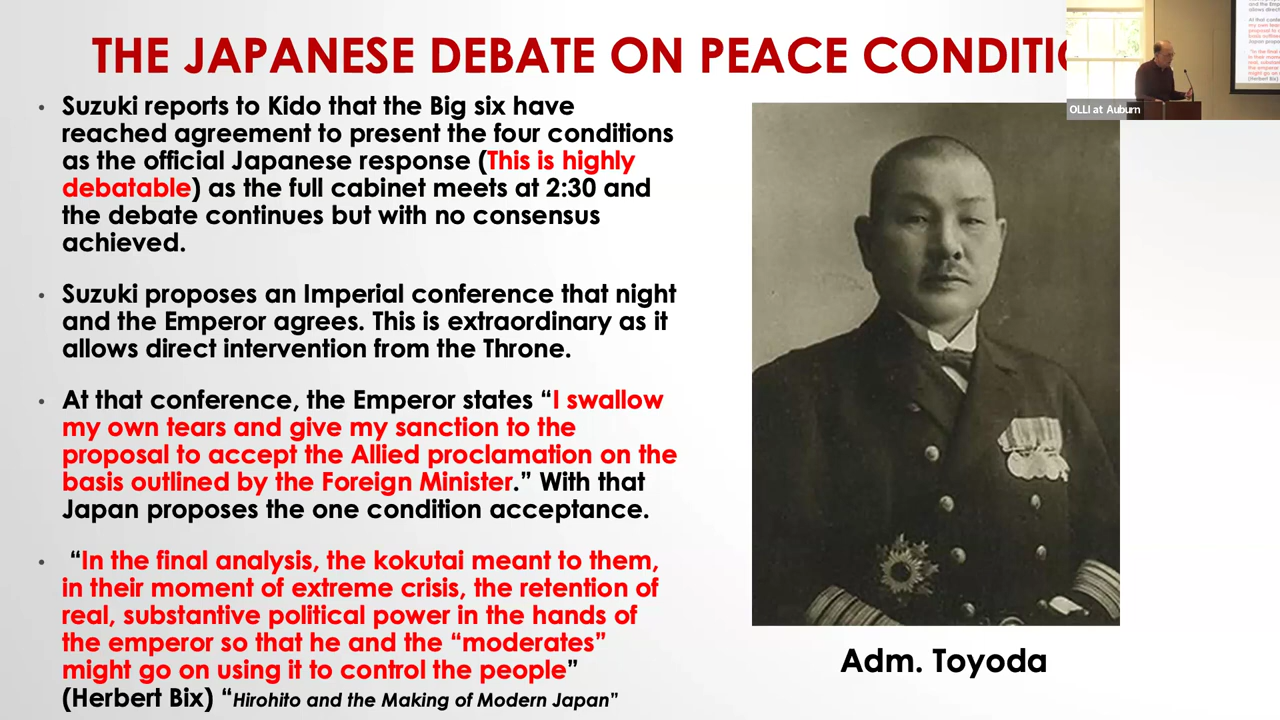 THE JAPANESE DEBATE ON PEACE CONDITIO
• Suzuki reports to Kido that the Big six have
reached agreement to present the four conditions
as the official Japanese response (This is highly
debatable) as the full cabinet meets at 2:30 and
the debate continues but with no consensus
achieved.
• Suzuki proposes an Imperial conference that night
and the Emperor agrees. This is extraordinary as it
allows direct intervention from the Throne.
• At that conference, the Emperor states “I swallow
my own tears and give my sanction to the
proposal to accept the Allied proclamation on the
basis outlined by the Foreign Minister.” With that
Japan proposes the one condition acceptance.
• “In the final analysis, the kokutai meant to them,
in their moment of extreme crisis, the retention of
real, substantive political power in the hands of
the emperor so that he and the “moderates”
might go on using it to control the people”
(Herbert Bix) “Hirohito and the Making of Modern Japan”
Adm. Toyoda
OLLI at Auburn